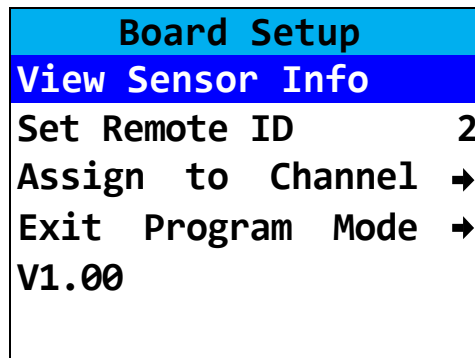 Board Setup
View Sensor Info
Set Remote ID 2
Assign to Channel →
Exit Program Mode →
V1.00